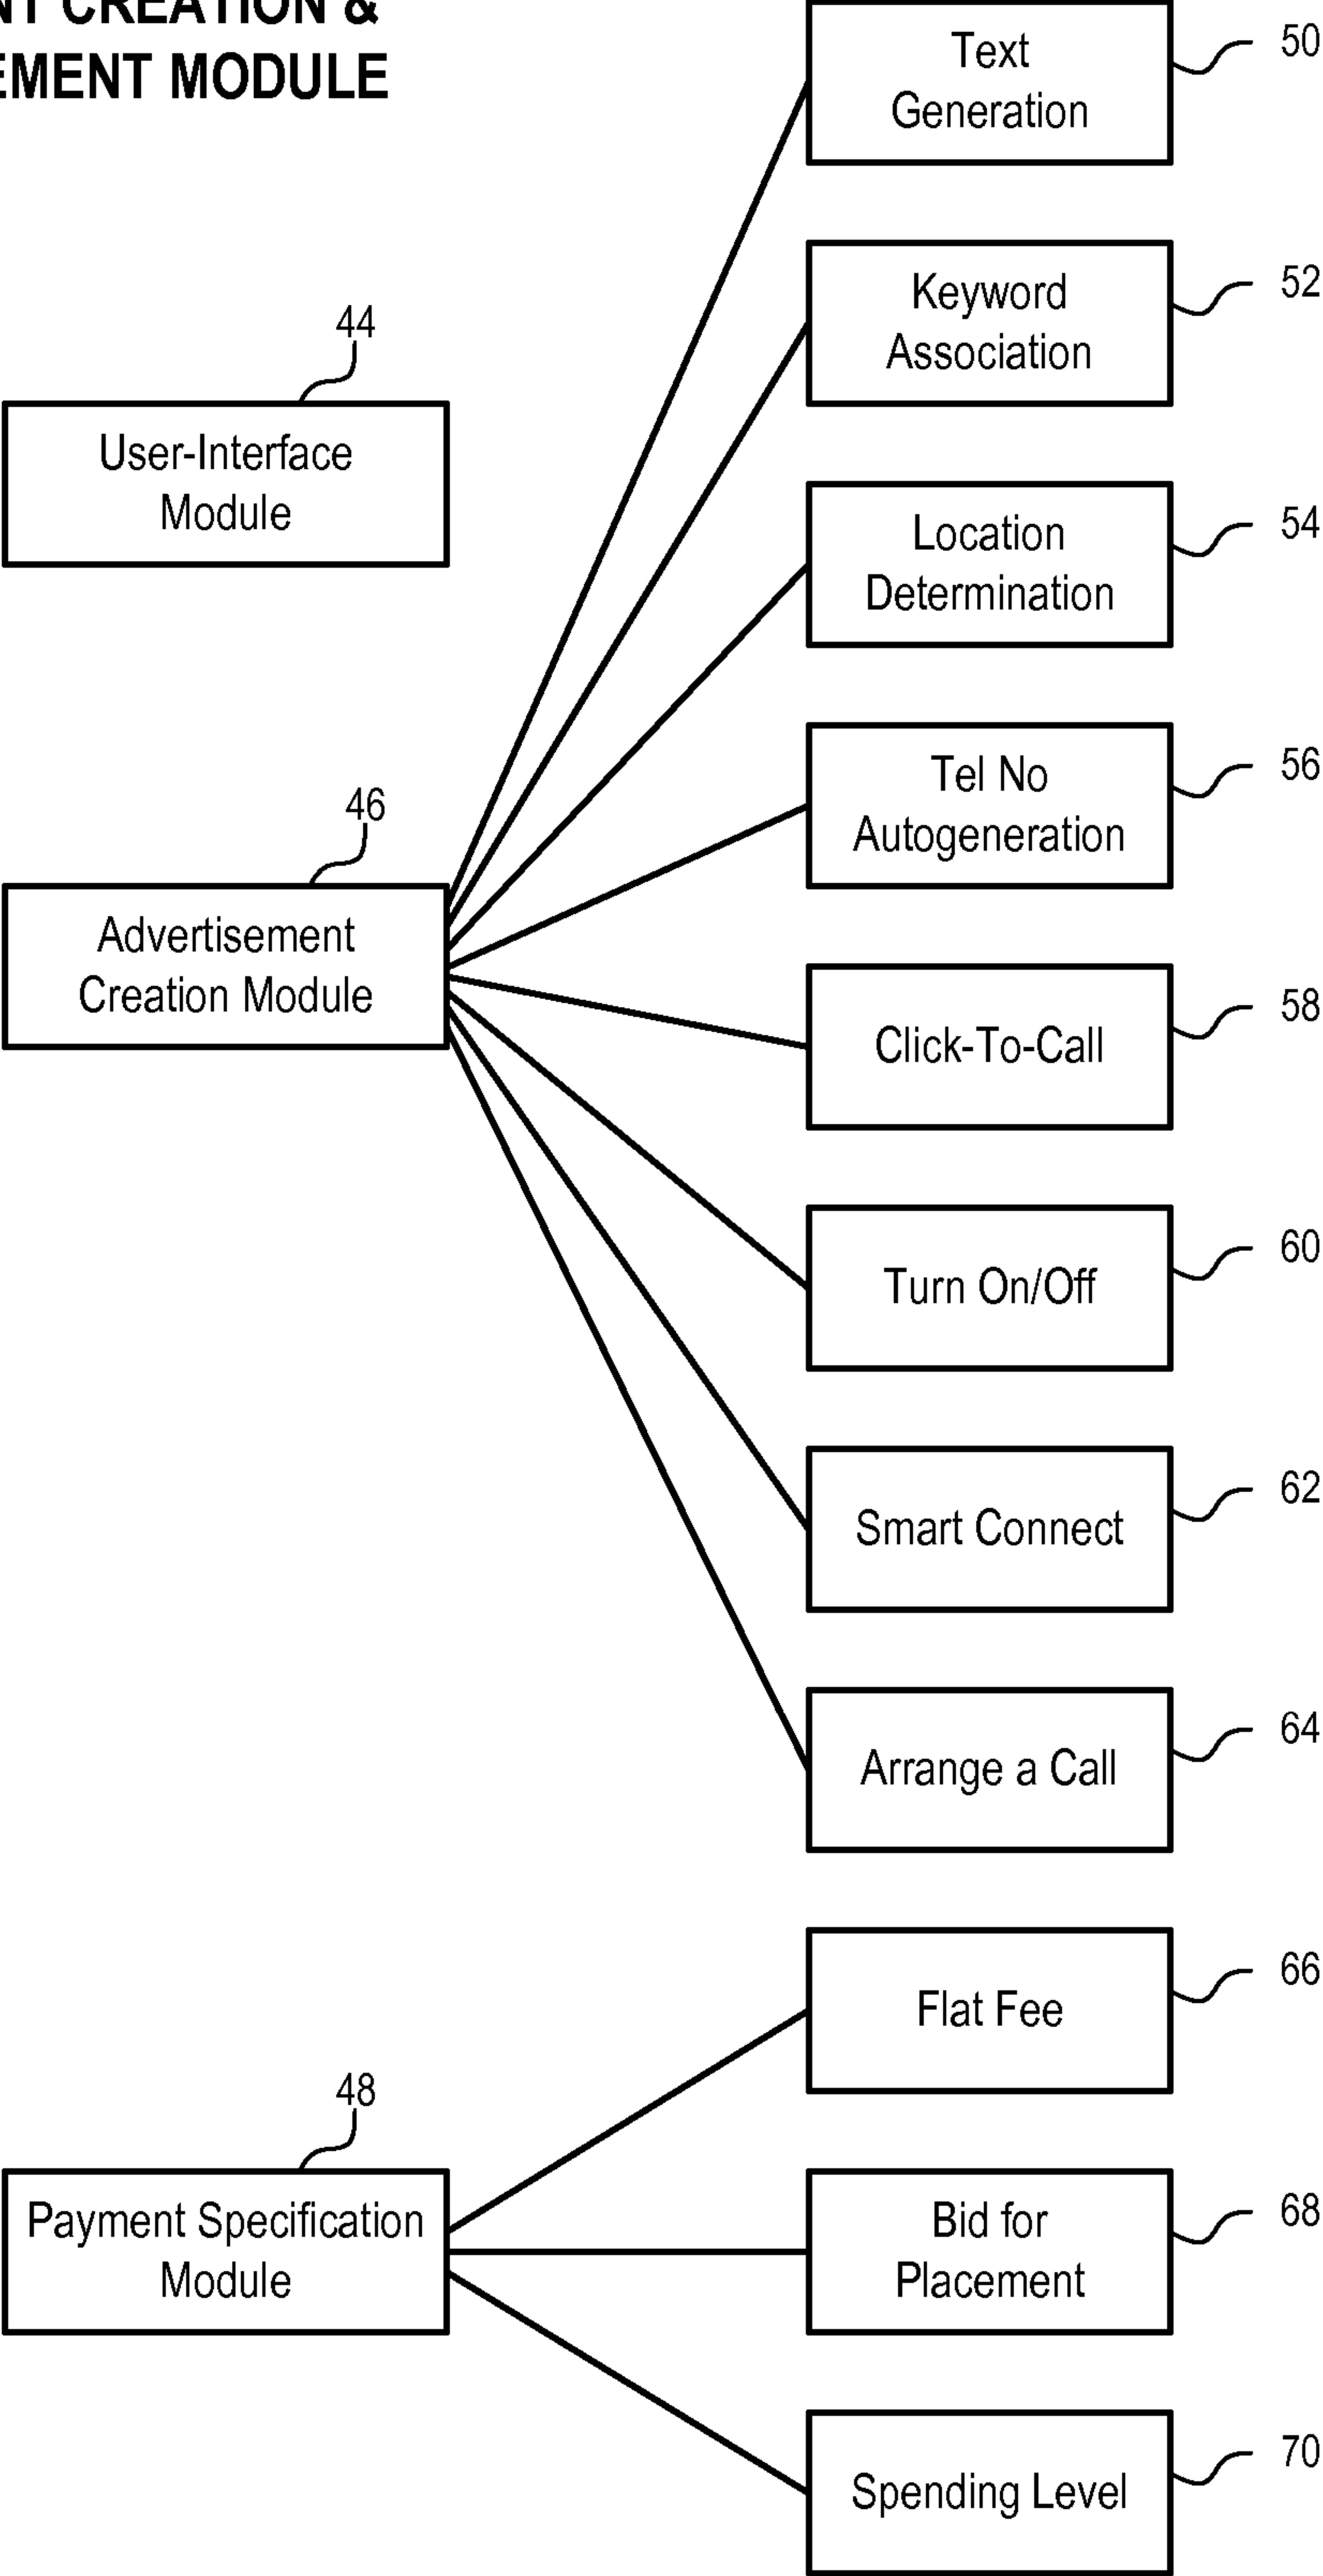 CREATION &
MODULE
50
Text
Generation
52
Keyword
Association
44
User-Interface
Module
54
Location
Determination
56
Tel No
Autogeneration
46
Advertisement
Creation Module
58
Click-To-Call
60
Turn On/Off
62
Smart Connect
64
Arrange a Call
66
Flat Fee
48
Payment Specification
Module
68
Bid for
Placement
70
Spending Level